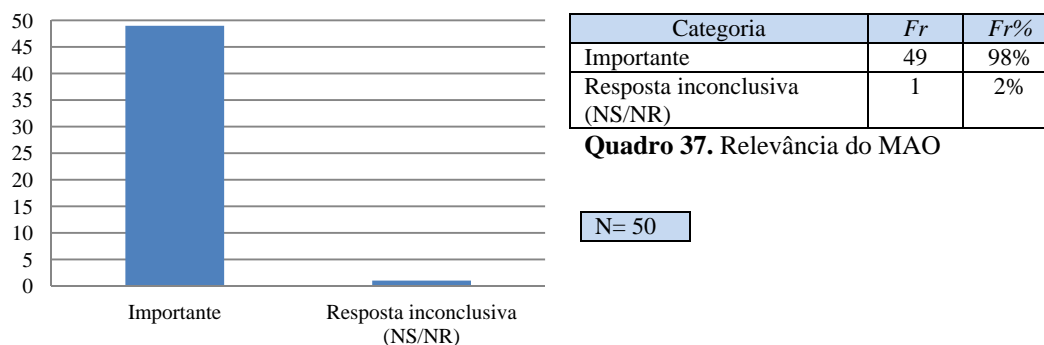 50
45
40
35
30
25
20
15
10
5
0
Importante
Resposta inconclusiva
(NS/NR)
Categoria Fr Fr%
Importante 49 98%
Resposta inconclusiva 1 2%
(NS/NR)
Quadro 37. Relevância do MAO
N= 50